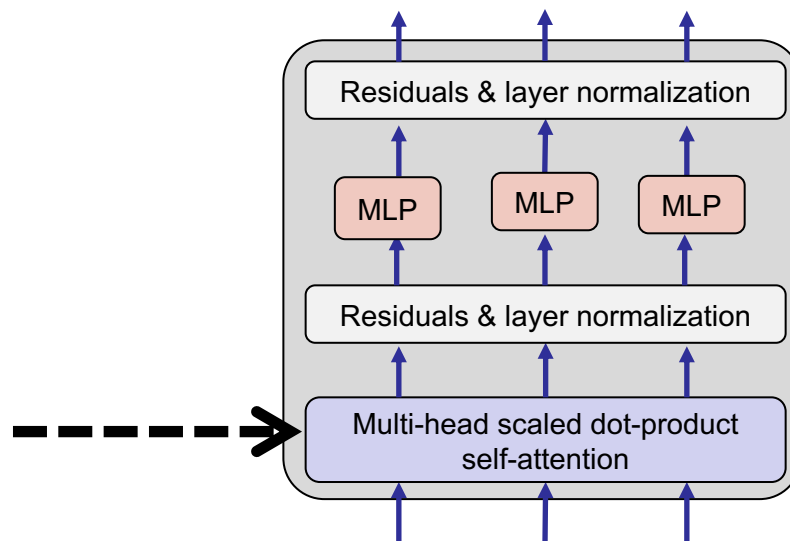 Residuals & layer normalization
MLP
MLP
MLP
Residuals & layer normalization
Multi-head scaled dot-product
self-attention